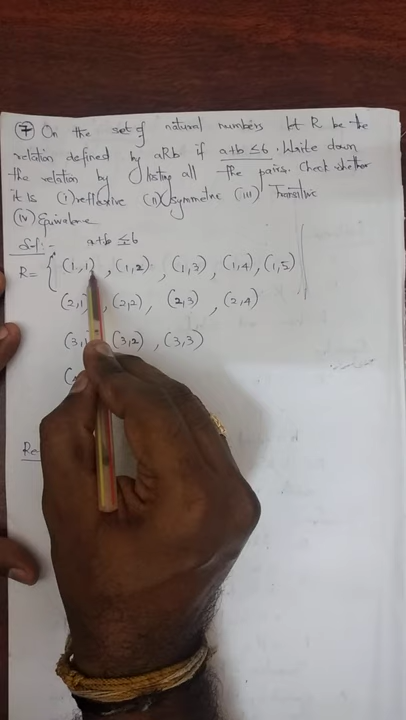 ⑦ On the set of natural numbers let R be the
relation defined by aRb if a+b ≤ 6. Write down
the relation by listing all the pairs. Check whether
it is (i) reflexive (ii) symmetric (iii) Transitive
(iv) Equivalence
Sol:-
a+b ≤ 6
R= { (1,1) , (1,2) , (1,3) , (1,4) , (1,5)
(2,1) , (2,2) , (2,3) , (2,4)
(3,1) (3,2) , (3,3)
Re